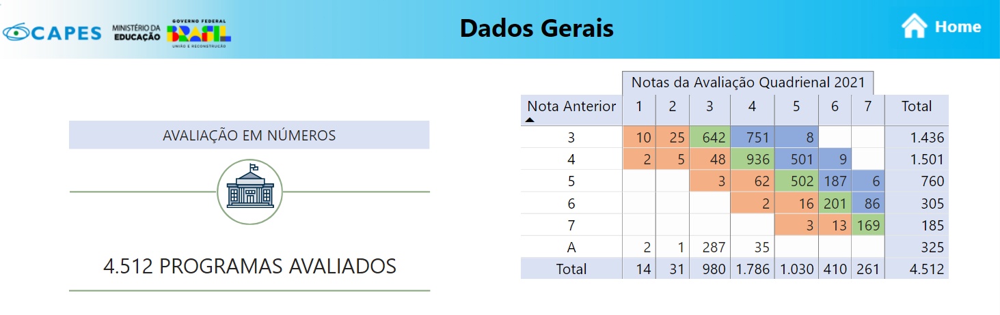 CAPES
MINISTÉRIO DA
EDUCAÇÃO
GOVERNO FEDERAL
BRASIL
UNIÃO E RECONSTRUÇÃO
Dados Gerais
Home
AVALIAÇÃO EM NÚMEROS
4.512 PROGRAMAS AVALIADOS
Notas da Avaliação Quadrienal 2021
Nota Anterior 1 2 3 4 5 6 7 Total
3 10 25 642 751 8 1.436
4 2 5 48 936 501 9 1.501
5 3 62 502 187 6 760
6 2 16 201 86 305
7 3 13 169 185
A 2 1 287 35 325
Total 14 31 980 1.786 1.030 410 261 4.512